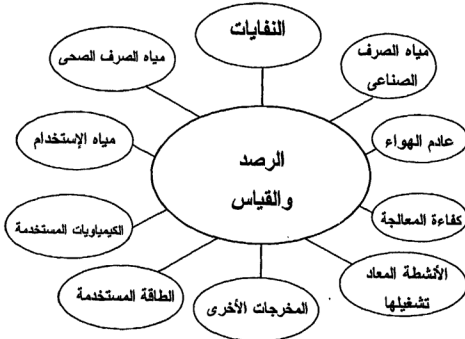 النفايات
مياه الصرف
الصناعى
عادم الهواء
كفاءة المعالجة
الأنشطة المعاد
تشغيلها
المخرجات الأخرى
الطاقة المستخدمة
الكيمياويات المستخدمة
مياه الإستخدام
مياه الصرف الصحى
الرصد
والقياس